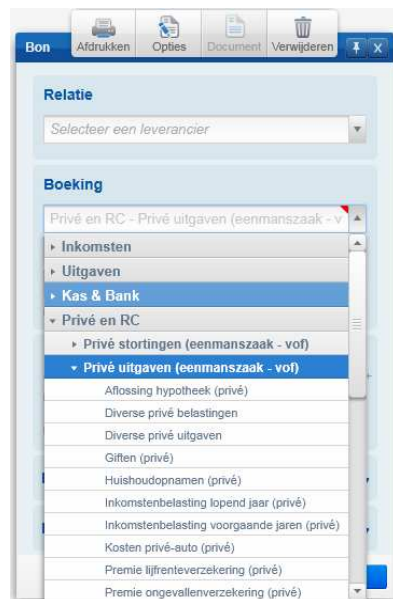 Bon
Afdrukken
Opties
Document
Verwijderen
X
Relatie
Selecteer een leverancier
Boeking
Privé en RC - Privé uitgaven (eenmanszaak - v
Inkomsten
Uitgaven
Kas & Bank
Privé en RC
Privé stortingen (eenmanszaak - vof)
Privé uitgaven (eenmanszaak - vof)
Aflossing hypotheek (privé)
Diverse privé belastingen
Diverse privé uitgaven
Giften (privé)
Huishoudopnamen (privé)
Inkomstenbelasting lopend jaar (privé)
Inkomstenbelasting voorgaande jaren (privé)
Kosten privé-auto (privé)
Premie lijfrenteverzekering (privé)
Premie ongevallenverzekering (privé)